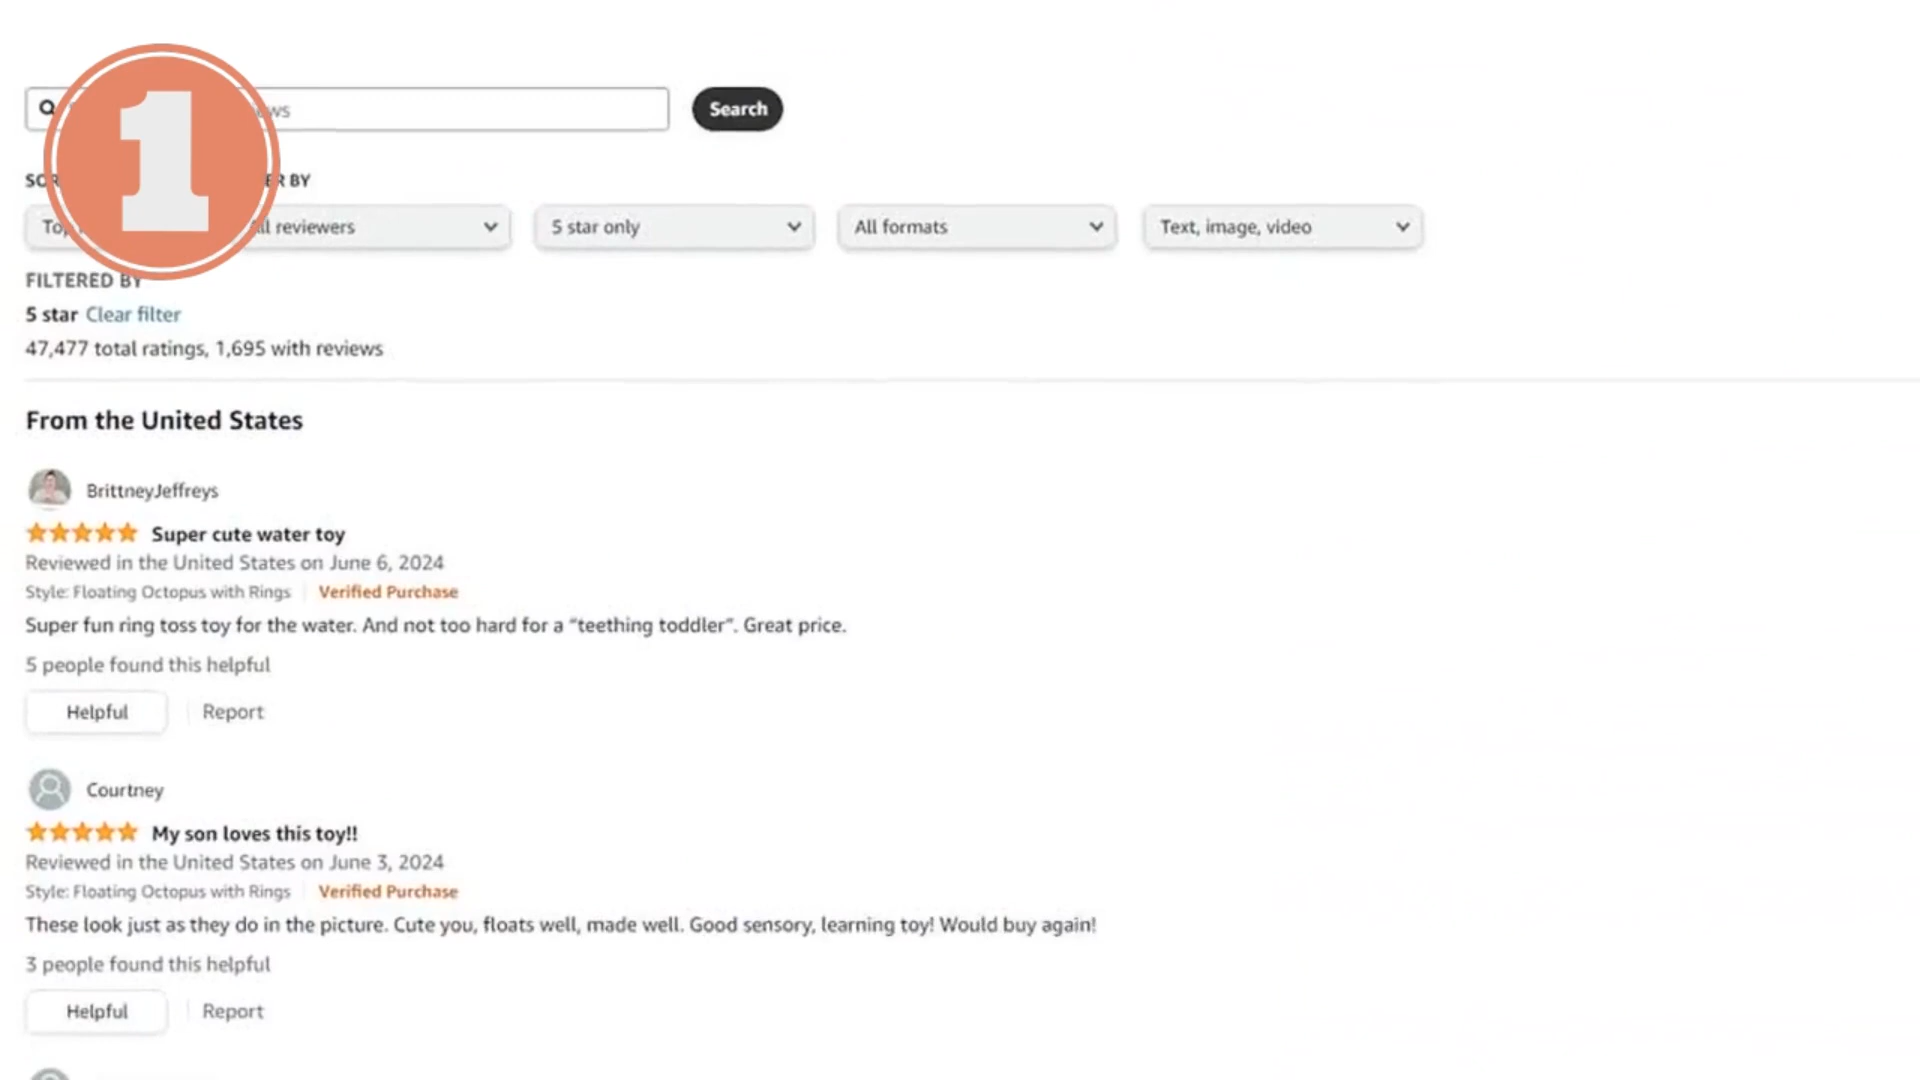 1
Search
BY
All reviewers
5 star only
All formats
Text, image, video
FILTERED BY
5 star Clear filter
47,477 total ratings, 1,695 with reviews
From the United States
BrittneyJeffreys
Super cute water toy
Reviewed in the United States on June 6, 2024
Style: Floating Octopus with Rings Verified Purchase
Super fun ring toss toy for the water. And not too hard for a "teething toddler". Great price.
5 people found this helpful
Helpful Report
Courtney
My son loves this toy!!
Reviewed in the United States on June 3, 2024
Style: Floating Octopus with Rings Verified Purchase
These look just as they do in the picture. Cute you, floats well, made well. Good sensory, learning toy! Would buy again!
3 people found this helpful
Helpful Report